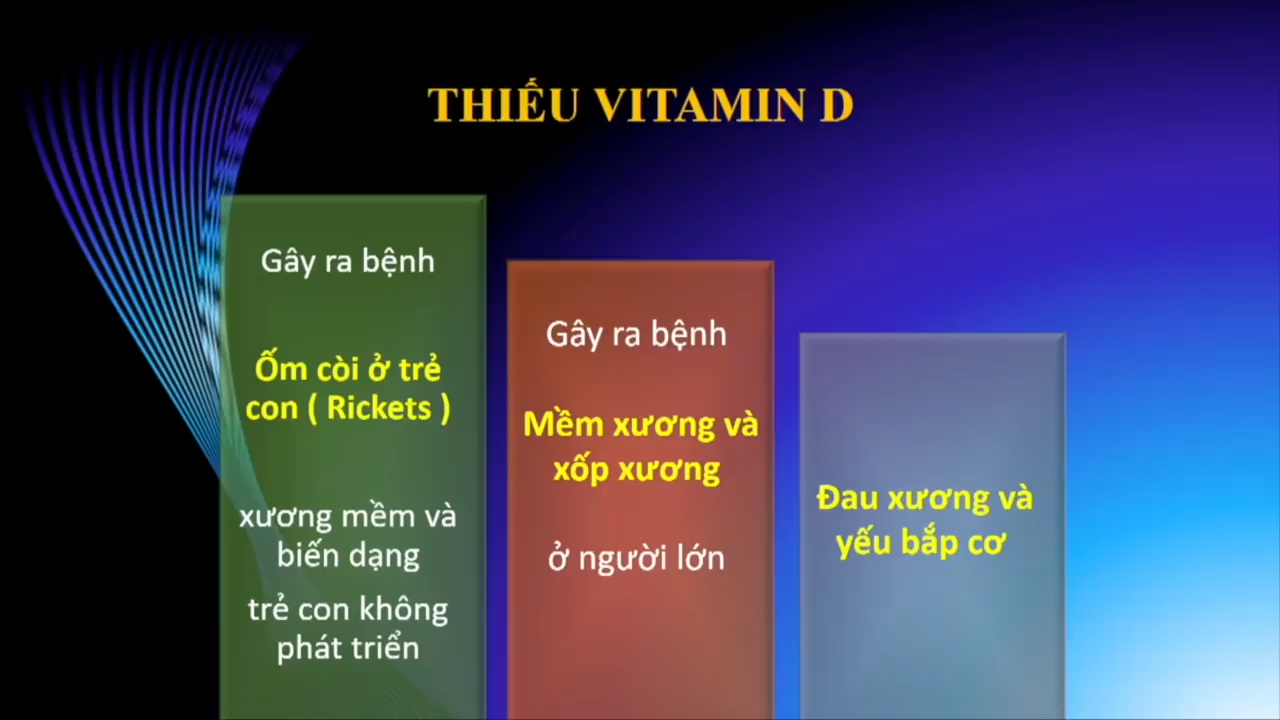 THIẾU VITAMIN D
Gây ra bệnh
Ốm còi ở trẻ
con ( Rickets )
xương mềm và
biến dạng
trẻ con không
phát triển
Gây ra bệnh
Mềm xương và
xốp xương
ở người lớn
Đau xương và
yếu bắp cơ